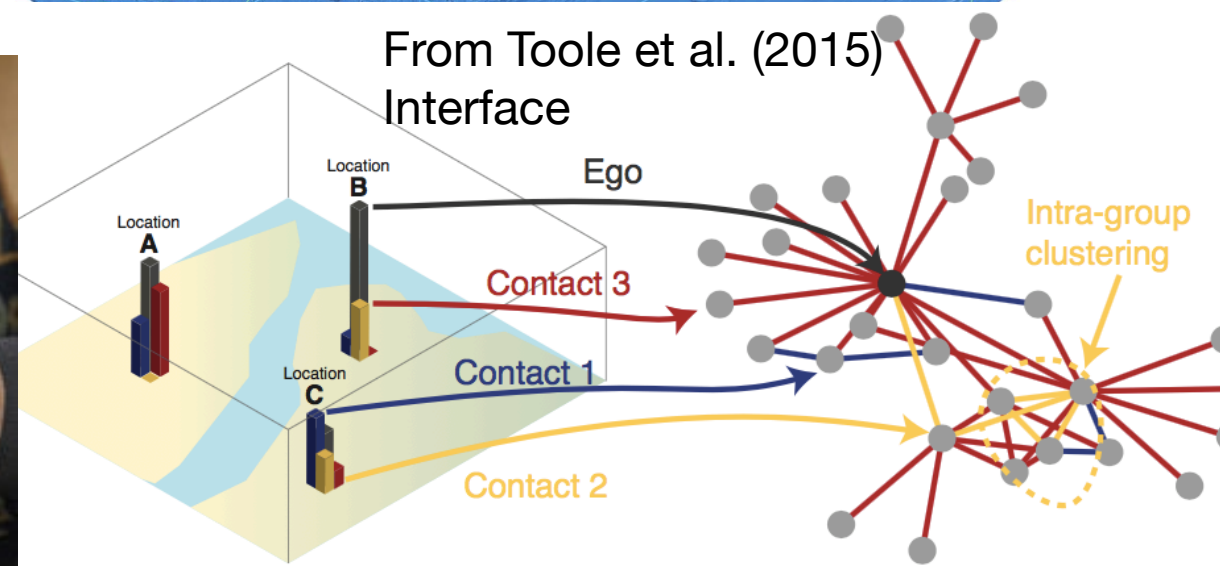 From Toole et al. (2015)
Interface
Location
B
Ego
Location
A
Intra-group
clustering
Contact 3
Location
C
Contact 1
Contact 2